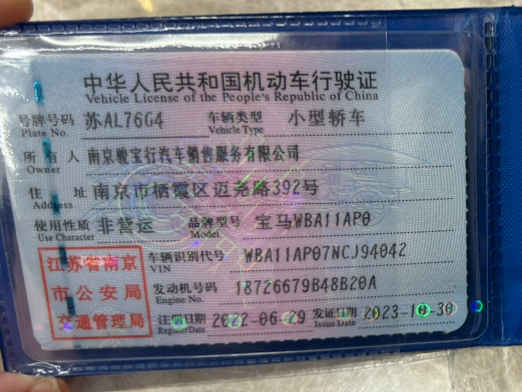 中华人民共和国机动车行驶证
Vehicle License of the People's Republic of China
号牌号码 苏AL76G4 车辆类型 小型轿车
Plate No. Vehicle Type
所有人 南京骏宝行汽车销售服务有限公司
Owner
住址 南京市栖霞区迈尧路392号
Address
使用性质 非营运 品牌型号 宝马WBA11AP0
Use Character Model
江苏省南京
市公安局
交通管理局
车辆识别代号 WBA11AP07NCJ94042
VIN
发动机号码 18726679B48B20A
Engine No.
注册日期 2022-06-29 发证日期 2023-10-30
Register Date Issue Date